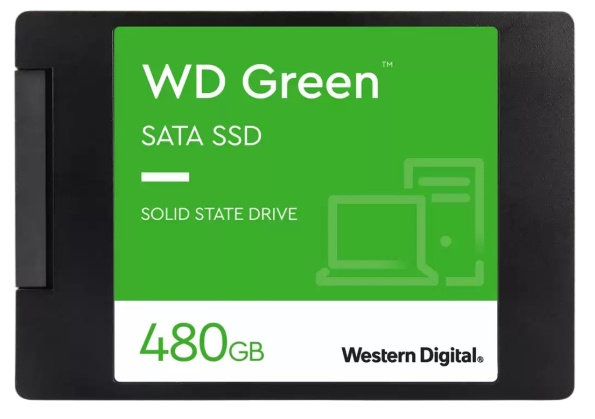 WD Green™
SATA SSD
SOLID STATE DRIVE
480GB
Western Digital®